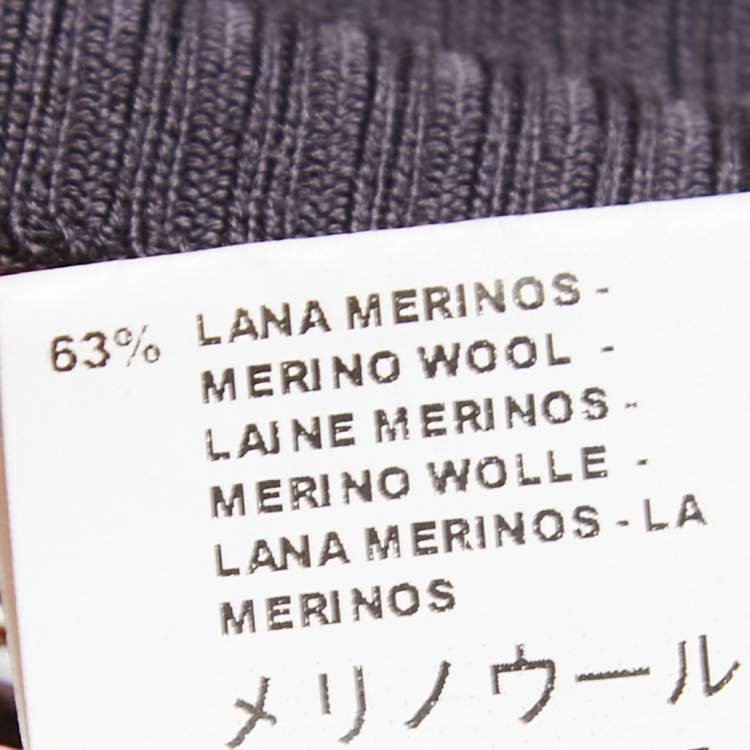 63% LANA MERINOS -
MERINO WOOL -
LAINE MERINOS -
MERINO WOLLE -
LANA MERINOS - LA
MERINOS
メリノウール